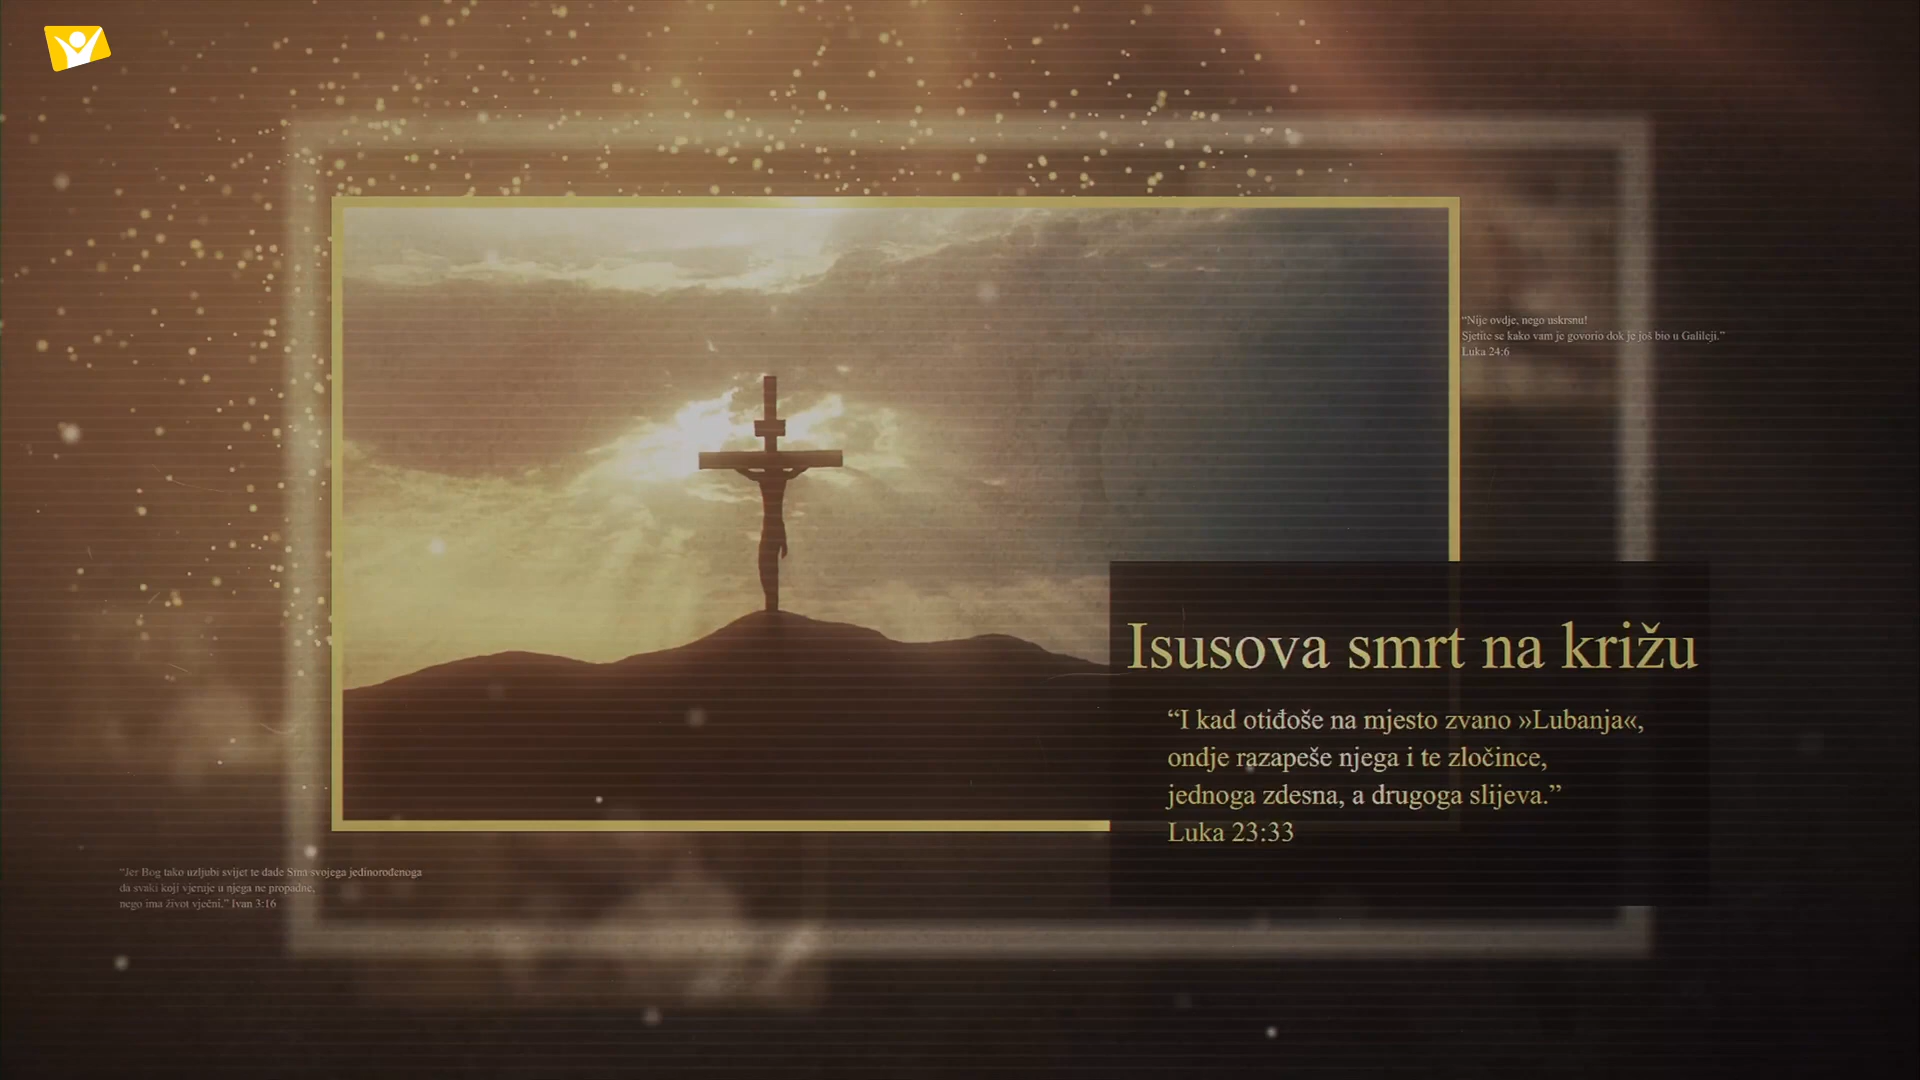 “Nije ovdje, nego uskrsnu!
Sjetite se kako vam je govorio dok je još bio u Galileji.”
Luka 24:6
Isusova smrt na križu
“I kad otiđoše na mjesto zvano »Lubanja«,
ondje razapeše njega i te zločince,
jednoga zdesna, a drugoga slijeva.”
Luka 23:33
“Jer Bog tako uzljubi svijet te dade Sina svojega jedinorođenoga
da svaki koji vjeruje u njega ne propadne,
nego ima život vječni.” Ivan 3:16